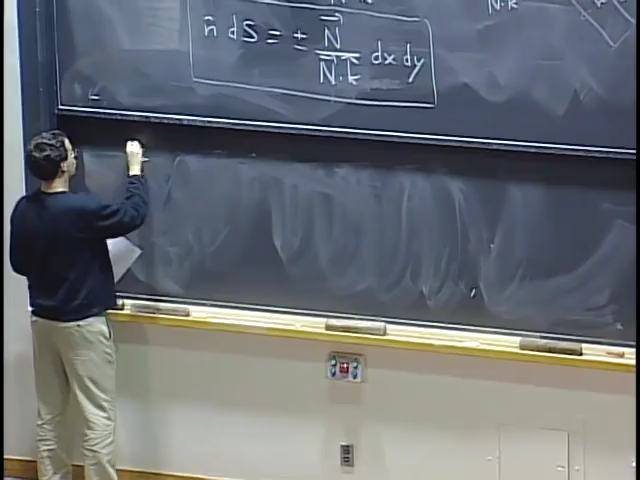 N·k
n̂ dS = ± N⃗ / N⃗·k̂ dx dy